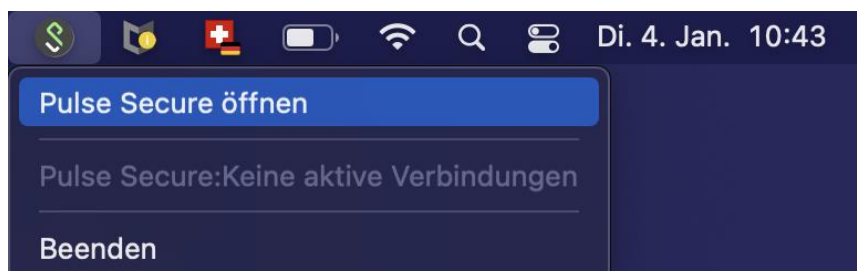 Di. 4. Jan. 10:43
Pulse Secure öffnen
Pulse Secure:Keine aktive Verbindungen
Beenden